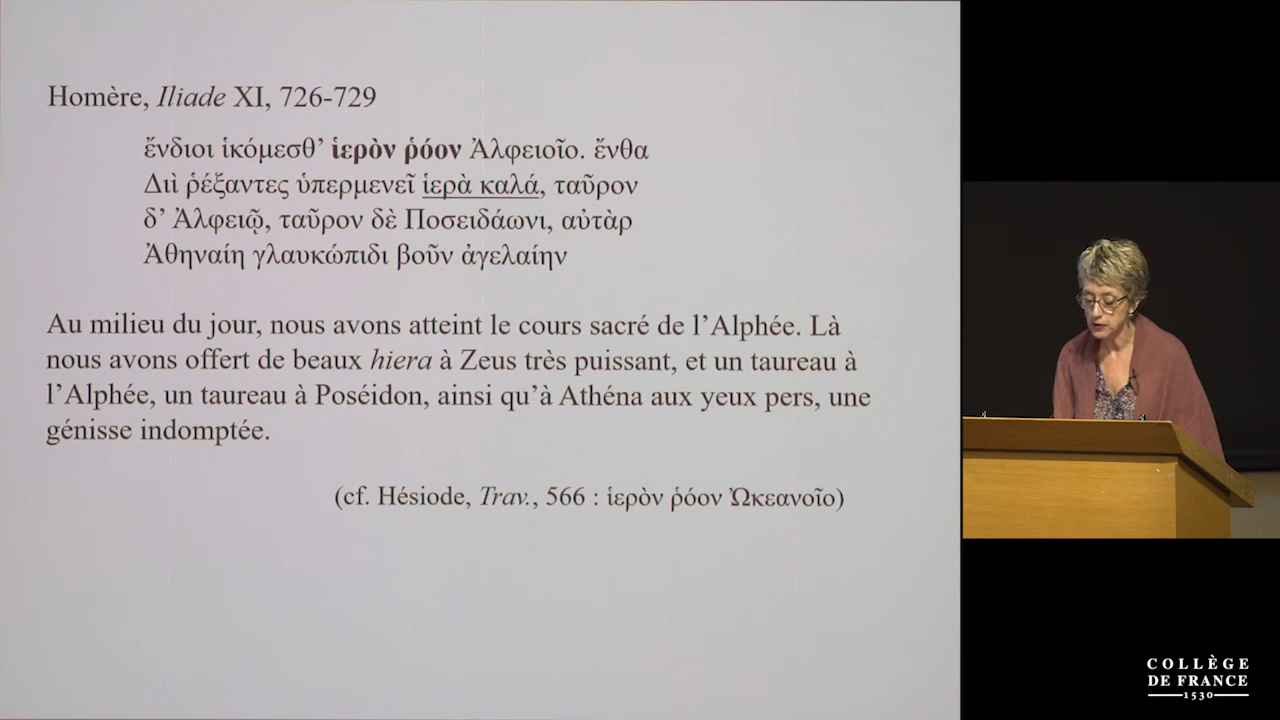 Homère, Iliade XI, 726-729
ἔνδιοι ἱκόμεσθ’ ἱερὸν ῥόον Ἀλφειοῖο. ἔνθα
Διὶ ῥέξαντες ὑπερμενεῖ ἱερὰ καλά, ταῦρον
δ’ Ἀλφειῷ, ταῦρον δὲ Ποσειδάωνι, αὐτὰρ
Ἀθηναίη γλαυκώπιδι βοῦν ἀγελαίην
Au milieu du jour, nous avons atteint le cours sacré de l’Alphée. Là
nous avons offert de beaux hiera à Zeus très puissant, et un taureau à
l’Alphée, un taureau à Poséidon, ainsi qu’à Athéna aux yeux pers, une
génisse indomptée.
(cf. Hésiode, Trav., 566 : ἱερὸν ῥόον Ὠκεανοῖο)
COLLÈGE
DE FRANCE
1530